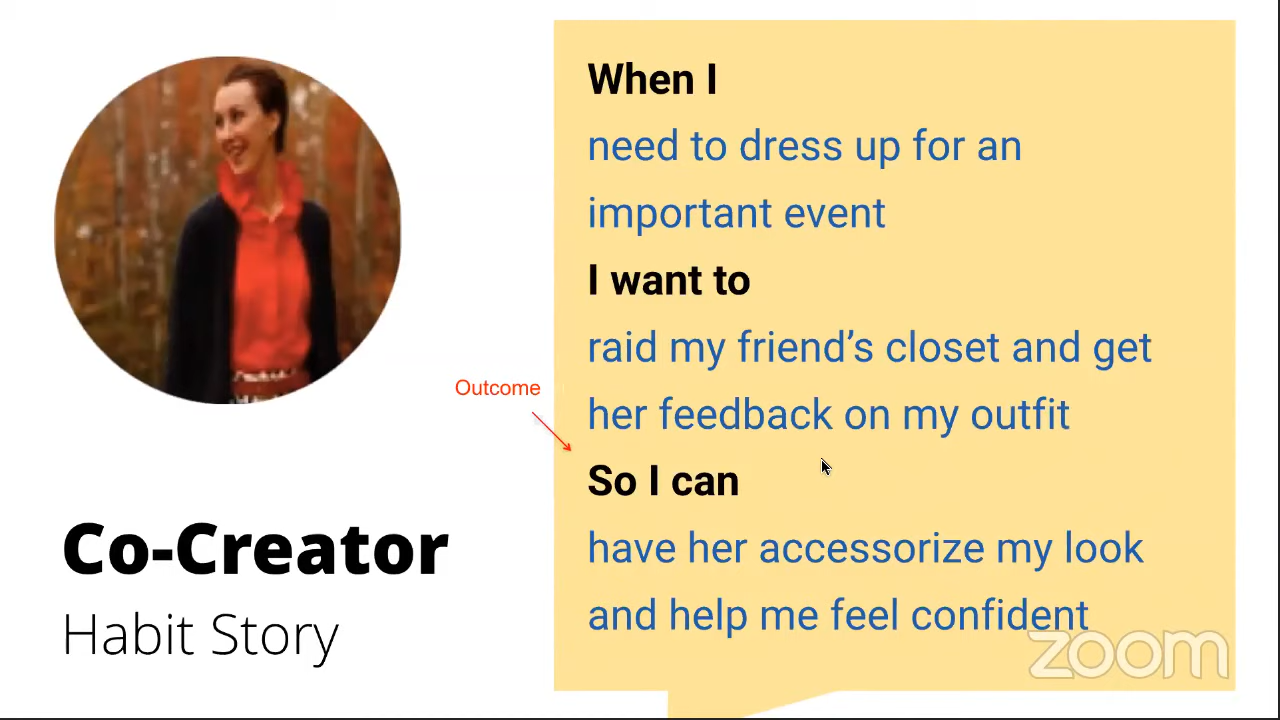 When I
need to dress up for an
important event
I want to
raid my friend’s closet and get
her feedback on my outfit
Outcome
So I can
have her accessorize my look
and help me feel confident
Co-Creator
Habit Story
zoom